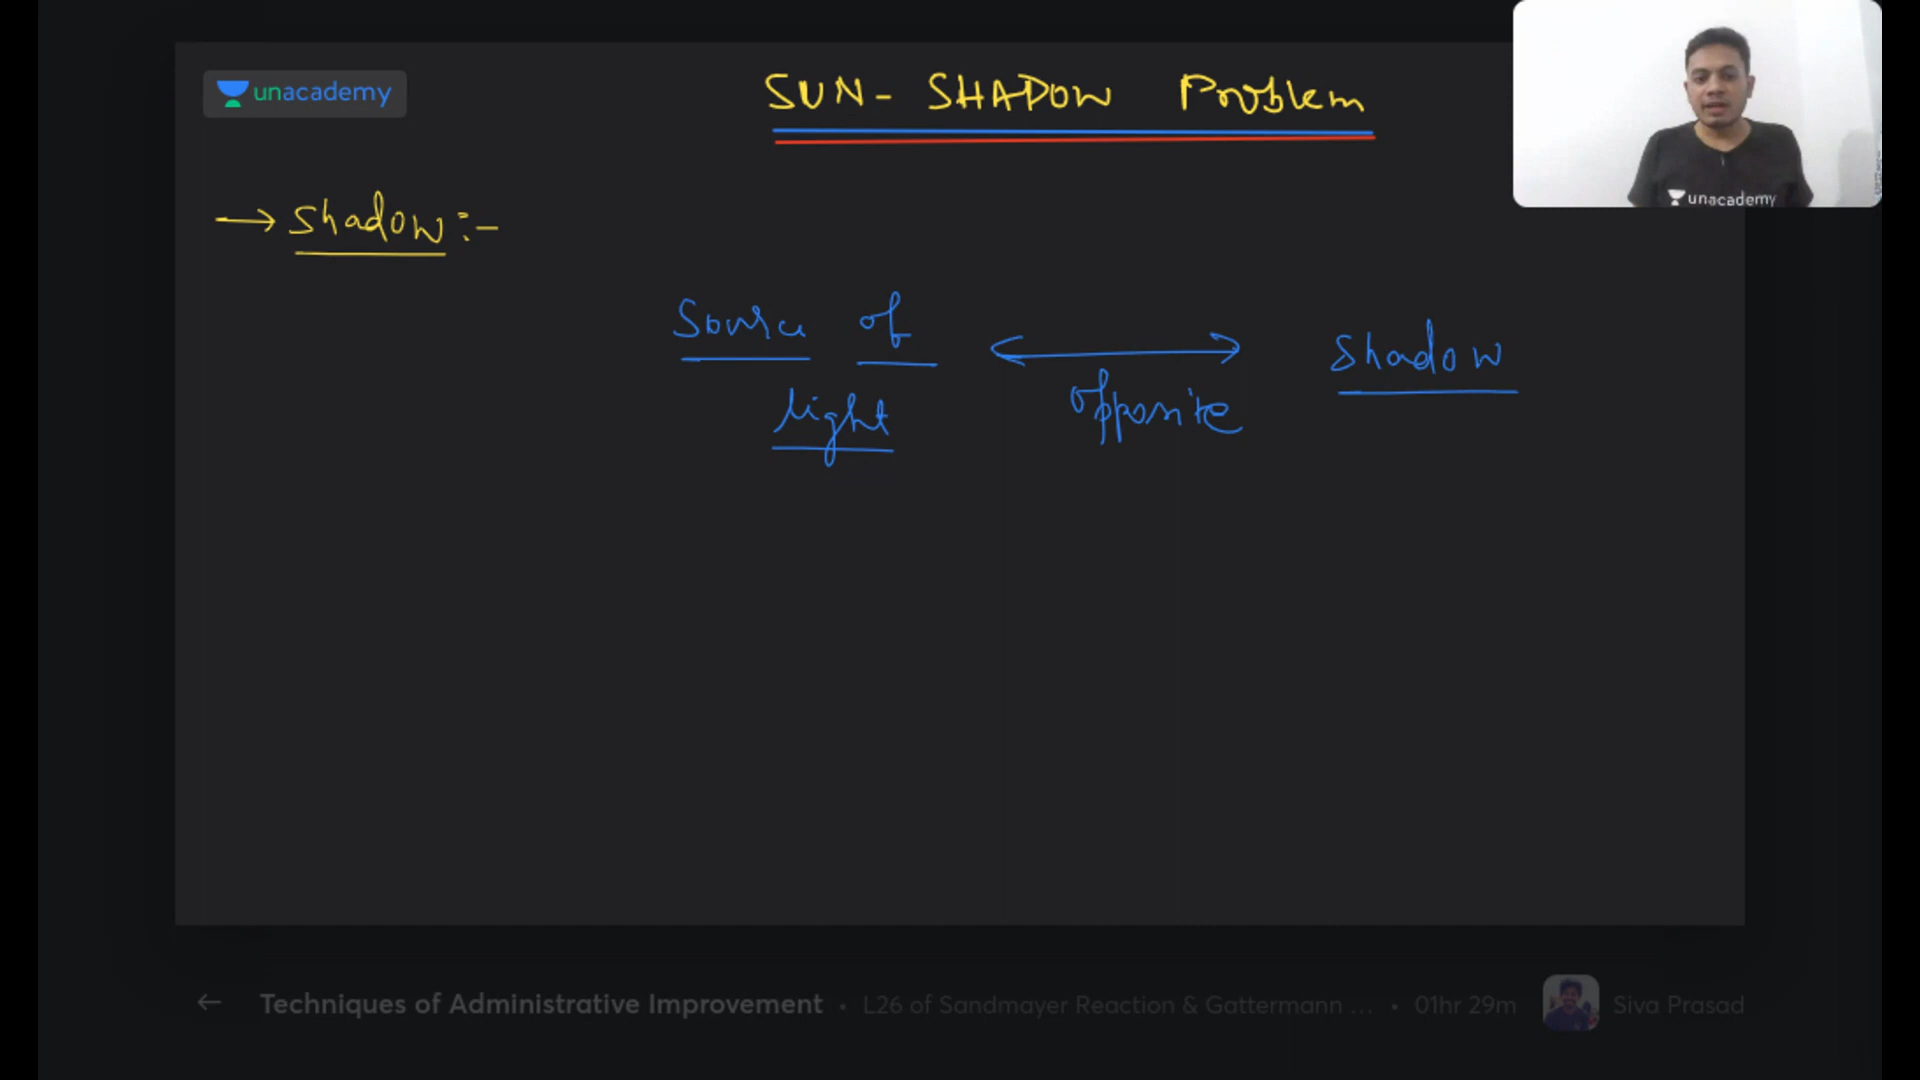 unacademy
SUN- SHADOW Problem
→ Shadow :-
Source of light ⟷ opposite Shadow
unacademy
← Techniques of Administrative Improvement • L26 of Sandmayer Reaction & Gattermann ... • 01hr 29m Siva Prasad